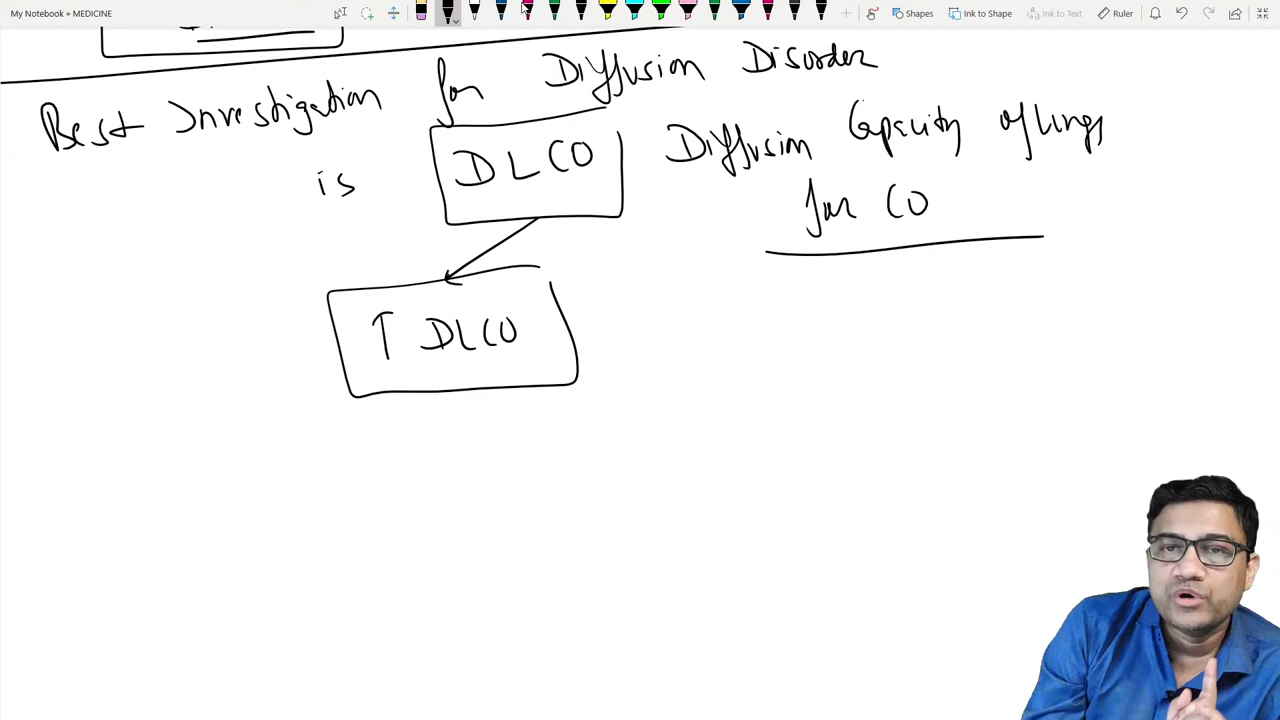 My Notebook » MEDICINE
Shapes
Ink to Shape
Ink to Text
Ruler
Best Investigation for Diffusion Disorder
is DLCO Diffusion Capacity of lungs
for CO
↑ DLCO